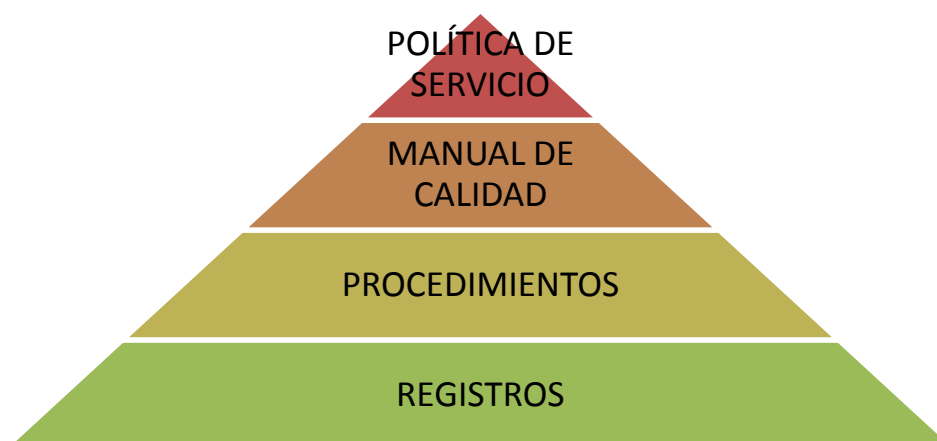 POLÍTICA DE
SERVICIO
MANUAL DE
CALIDAD
PROCEDIMIENTOS
REGISTROS